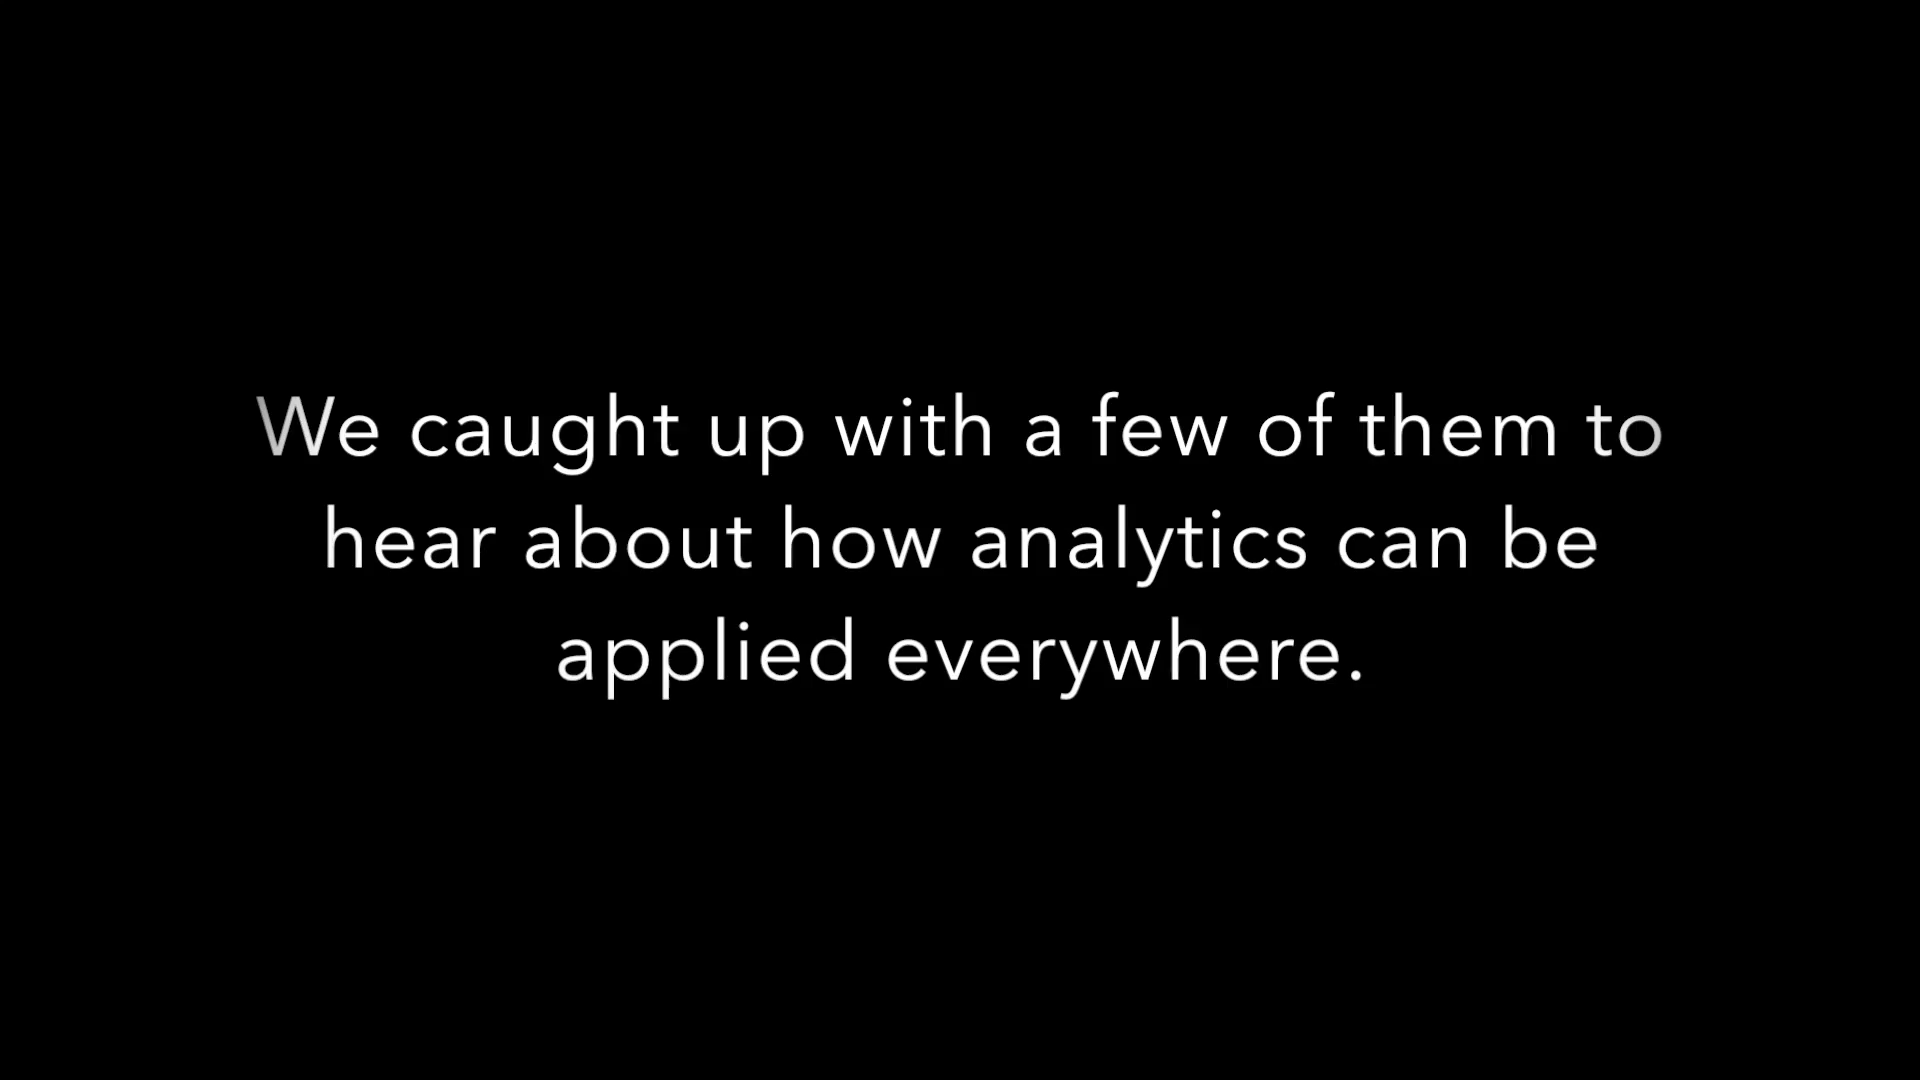 We caught up with a few of them to
hear about how analytics can be
applied everywhere.